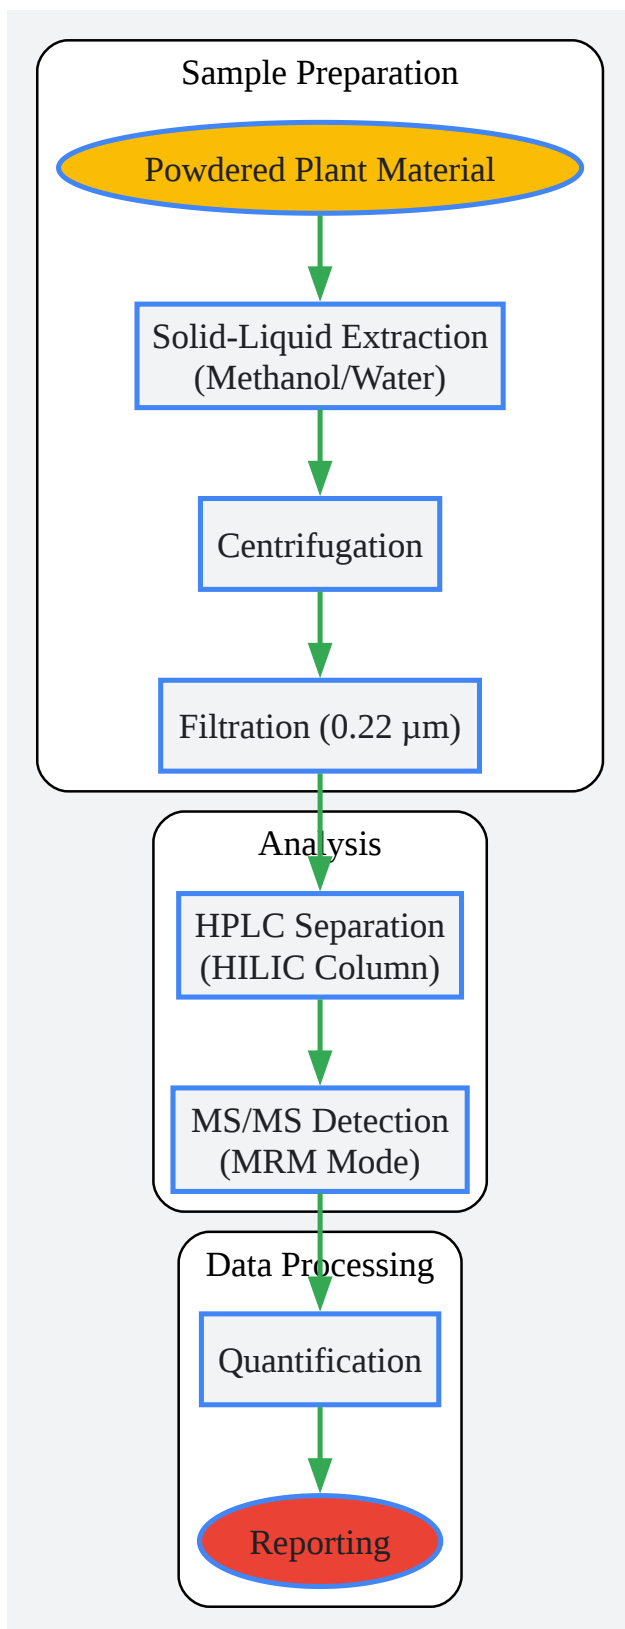 Sample Preparation
Powdered Plant Material
Solid-Liquid Extraction
(Methanol/Water)
Centrifugation
Filtration (0.22 µm)
Analysis
HPLC Separation
(HILIC Column)
MS/MS Detection
(MRM Mode)
Data Processing
Quantification
Reporting